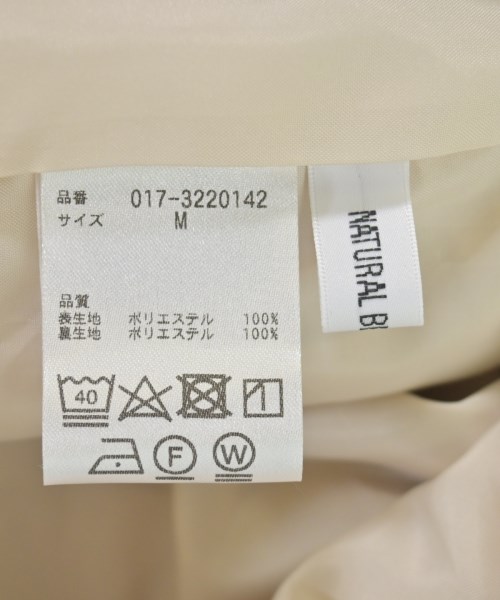 品番 017-3220142
サイズ M
品質
表生地 ポリエステル 100%
裏生地 ポリエステル 100%
40
F W
NATURAL